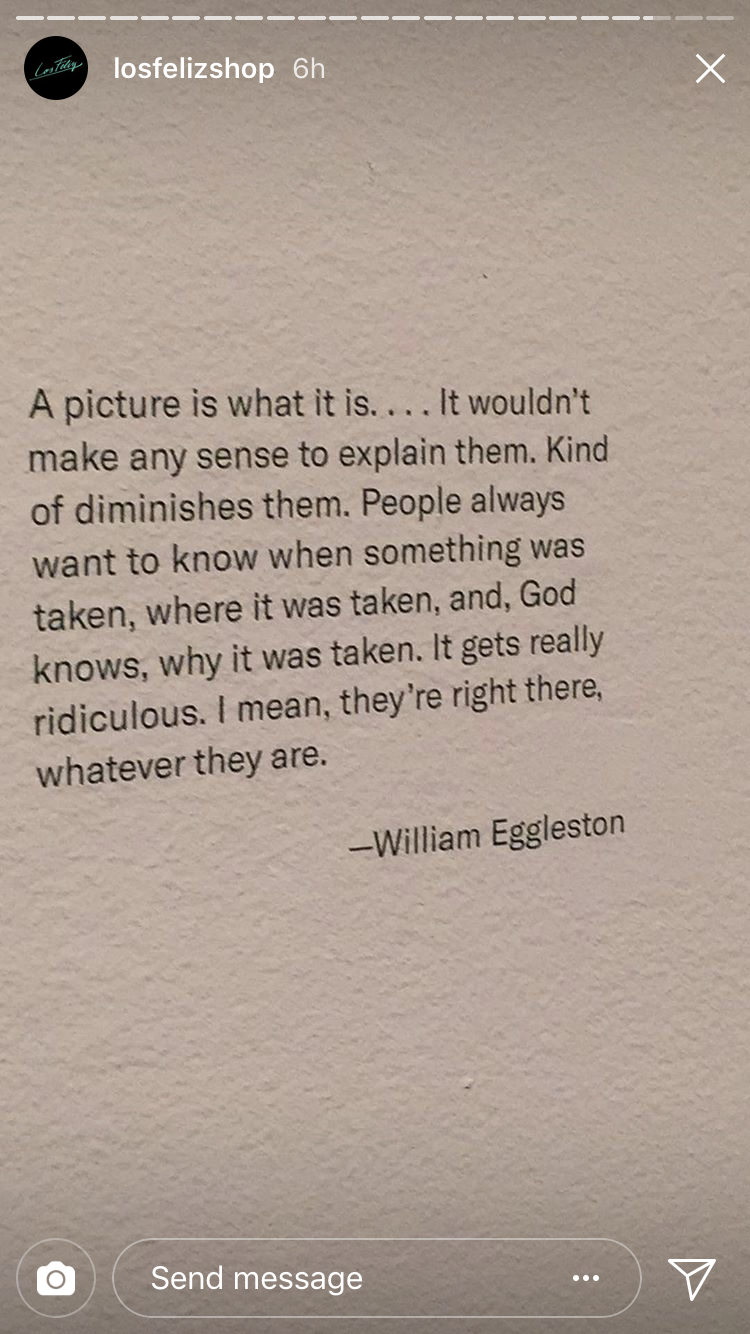 Los Feliz
losfelizshop 6h
A picture is what it is. . . . It wouldn't
make any sense to explain them. Kind
of diminishes them. People always
want to know when something was
taken, where it was taken, and, God
knows, why it was taken. It gets really
ridiculous. I mean, they're right there,
whatever they are.
—William Eggleston
Send message